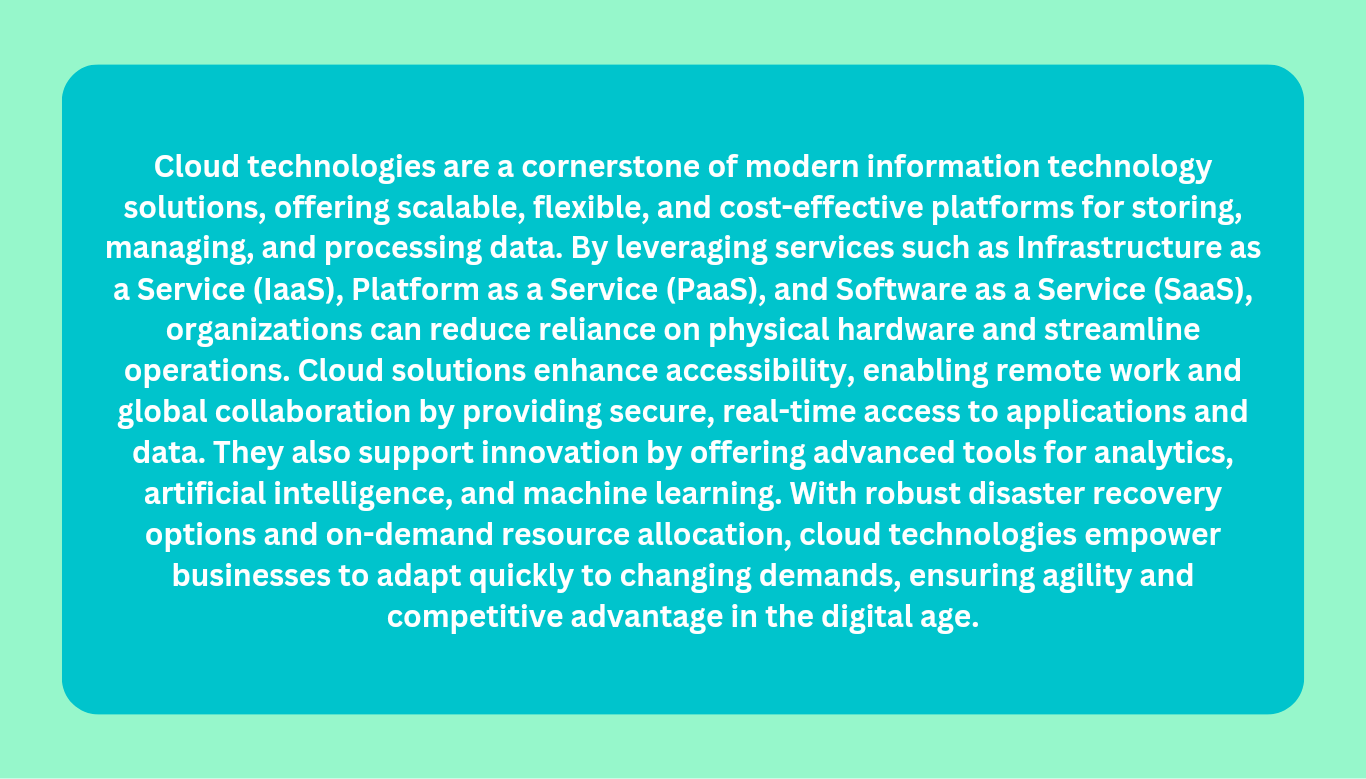 Cloud technologies are a cornerstone of modern information technology
solutions, offering scalable, flexible, and cost-effective platforms for storing,
managing, and processing data. By leveraging services such as Infrastructure as
a Service (IaaS), Platform as a Service (PaaS), and Software as a Service (SaaS),
organizations can reduce reliance on physical hardware and streamline
operations. Cloud solutions enhance accessibility, enabling remote work and
global collaboration by providing secure, real-time access to applications and
data. They also support innovation by offering advanced tools for analytics,
artificial intelligence, and machine learning. With robust disaster recovery
options and on-demand resource allocation, cloud technologies empower
businesses to adapt quickly to changing demands, ensuring agility and
competitive advantage in the digital age.